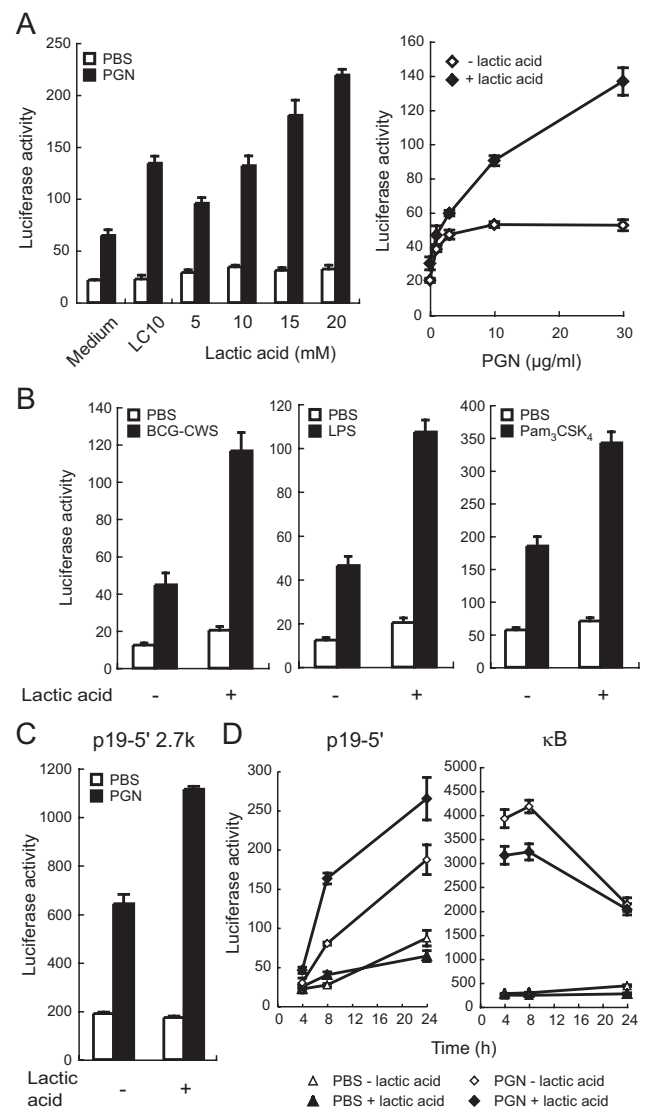 A
Luciferase activity
250
200
150
100
50
0
PBS
PGN
Medium
LC10
5
10
15
20
Lactic acid (mM)
Luciferase activity
160
140
120
100
80
60
40
20
0
- lactic acid
+ lactic acid
0
10
20
30
PGN (µg/ml)
B
Luciferase activity
140
120
100
80
60
40
20
0
PBS
BCG-CWS
120
100
80
60
40
20
0
PBS
LPS
400
350
300
250
200
150
100
50
0
PBS
Pam3CSK4
Lactic acid - + - + - +
C
p19-5' 2.7k
Luciferase activity
1200
1000
800
600
400
200
0
PBS
PGN
Lactic
acid - +
D
p19-5'
Luciferase activity
300
250
200
150
100
50
0
0 4 8 12 16 20 24
κB
5000
4500
4000
3500
3000
2500
2000
1500
1000
500
0
0 4 8 12 16 20 24
Time (h)
PBS - lactic acid
PGN - lactic acid
PBS + lactic acid
PGN + lactic acid